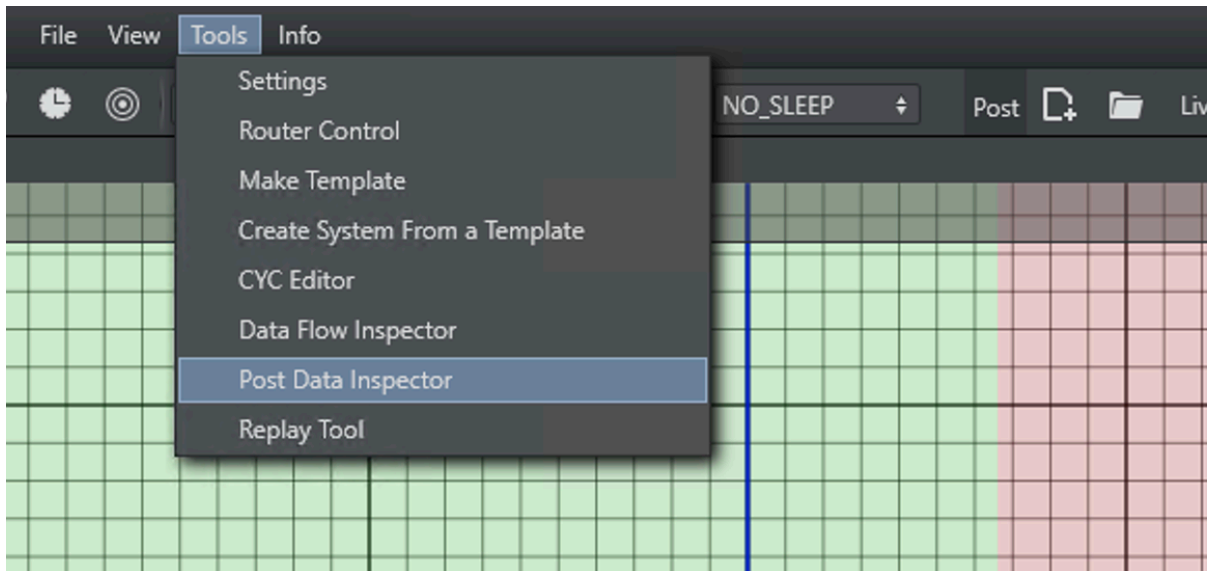 File View Tools Info
Settings
NO_SLEEP Post
Router Control
Make Template
Create System From a Template
CYC Editor
Data Flow Inspector
Post Data Inspector
Replay Tool